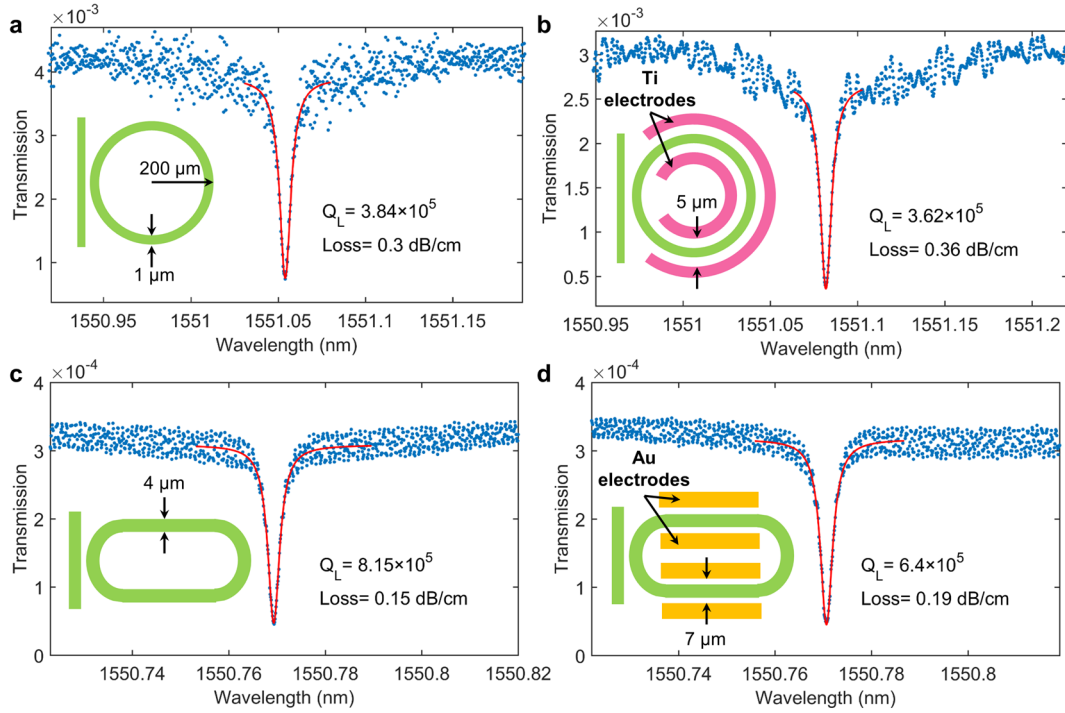 a
×10⁻³
4
3
2
1
Transmission
200 µm
1 µm
Q_L= 3.84×10⁵
Loss= 0.3 dB/cm
1550.95 1551 1551.05 1551.1 1551.15
Wavelength (nm)
b
×10⁻³
3
2.5
2
1.5
1
0.5
Transmission
Ti
electrodes
5 µm
Q_L= 3.62×10⁵
Loss= 0.36 dB/cm
1550.95 1551 1551.05 1551.1 1551.15 1551.2
Wavelength (nm)
c
×10⁻⁴
4
3
2
1
0
Transmission
4 µm
Q_L= 8.15×10⁵
Loss= 0.15 dB/cm
1550.74 1550.76 1550.78 1550.8 1550.82
Wavelength (nm)
d
×10⁻⁴
4
3
2
1
0
Transmission
Au
electrodes
7 µm
Q_L= 6.4×10⁵
Loss= 0.19 dB/cm
1550.74 1550.76 1550.78 1550.8
Wavelength (nm)